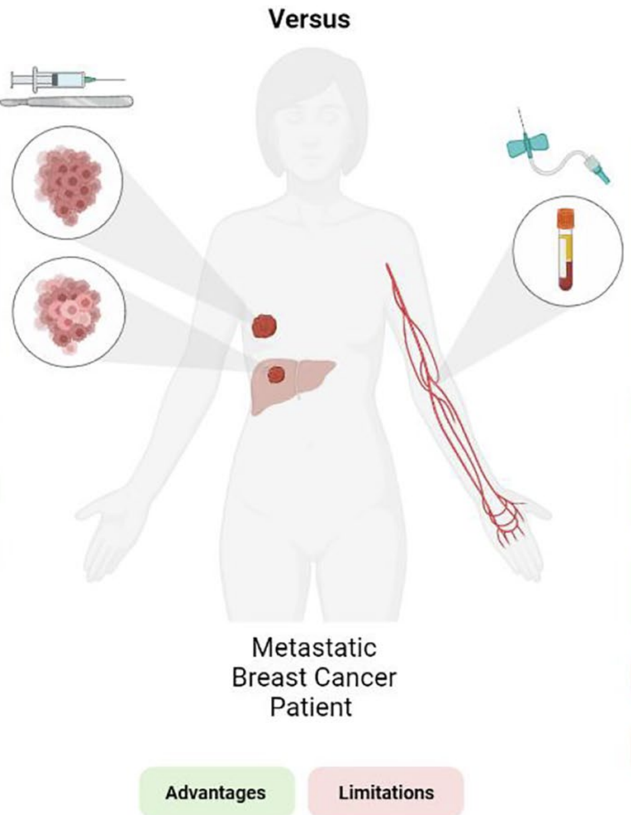 Versus
Metastatic
Breast Cancer
Patient
Advantages
Limitations